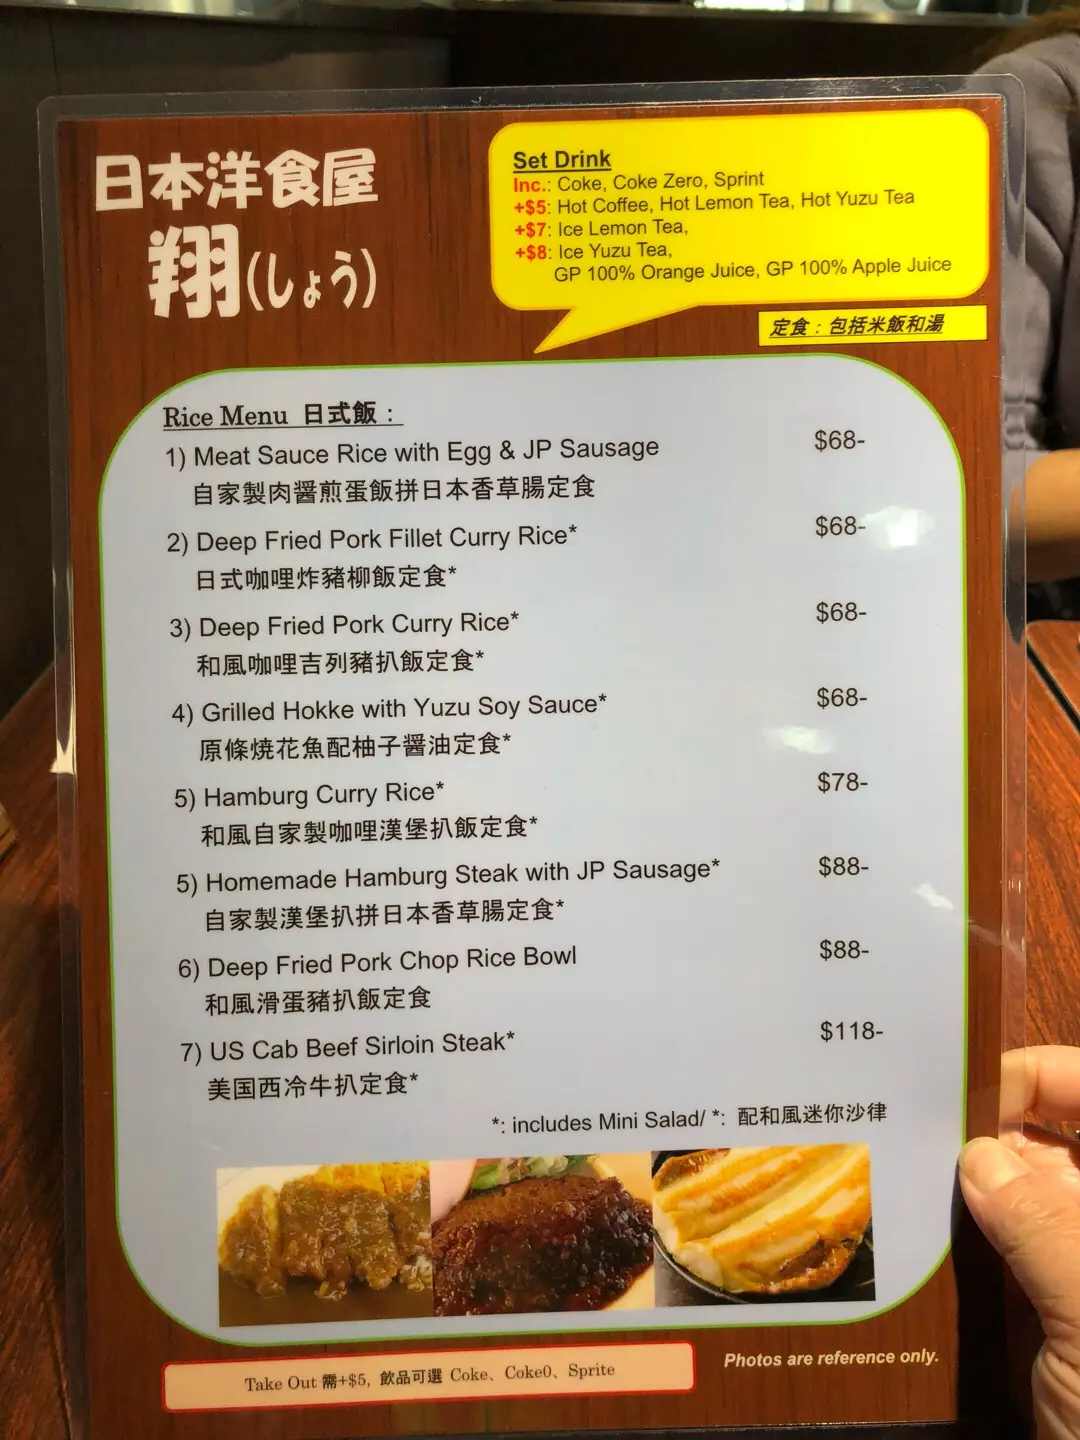 日本洋食屋
翔(しょう)
Set Drink
Inc.: Coke, Coke Zero, Sprint
+$5: Hot Coffee, Hot Lemon Tea, Hot Yuzu Tea
+$7: Ice Lemon Tea,
+$8: Ice Yuzu Tea,
GP 100% Orange Juice, GP 100% Apple Juice
定食：包括米飯和湯
Rice Menu 日式飯：
1) Meat Sauce Rice with Egg & JP Sausage $68-
自家製肉醬煎蛋飯拼日本香草腸定食
2) Deep Fried Pork Fillet Curry Rice* $68-
日式咖哩炸豬柳飯定食*
3) Deep Fried Pork Curry Rice* $68-
和風咖哩吉列豬扒飯定食*
4) Grilled Hokke with Yuzu Soy Sauce* $68-
原條燒花魚配柚子醬油定食*
5) Hamburg Curry Rice* $78-
和風自家製咖哩漢堡扒飯定食*
5) Homemade Hamburg Steak with JP Sausage* $88-
自家製漢堡扒拼日本香草腸定食*
6) Deep Fried Pork Chop Rice Bowl $88-
和風滑蛋豬扒飯定食
7) US Cab Beef Sirloin Steak* $118-
美国西冷牛扒定食*
*: includes Mini Salad/ *: 配和風迷你沙律
Take Out 需+$5, 飲品可選 Coke、Coke0、Sprite
Photos are reference only.